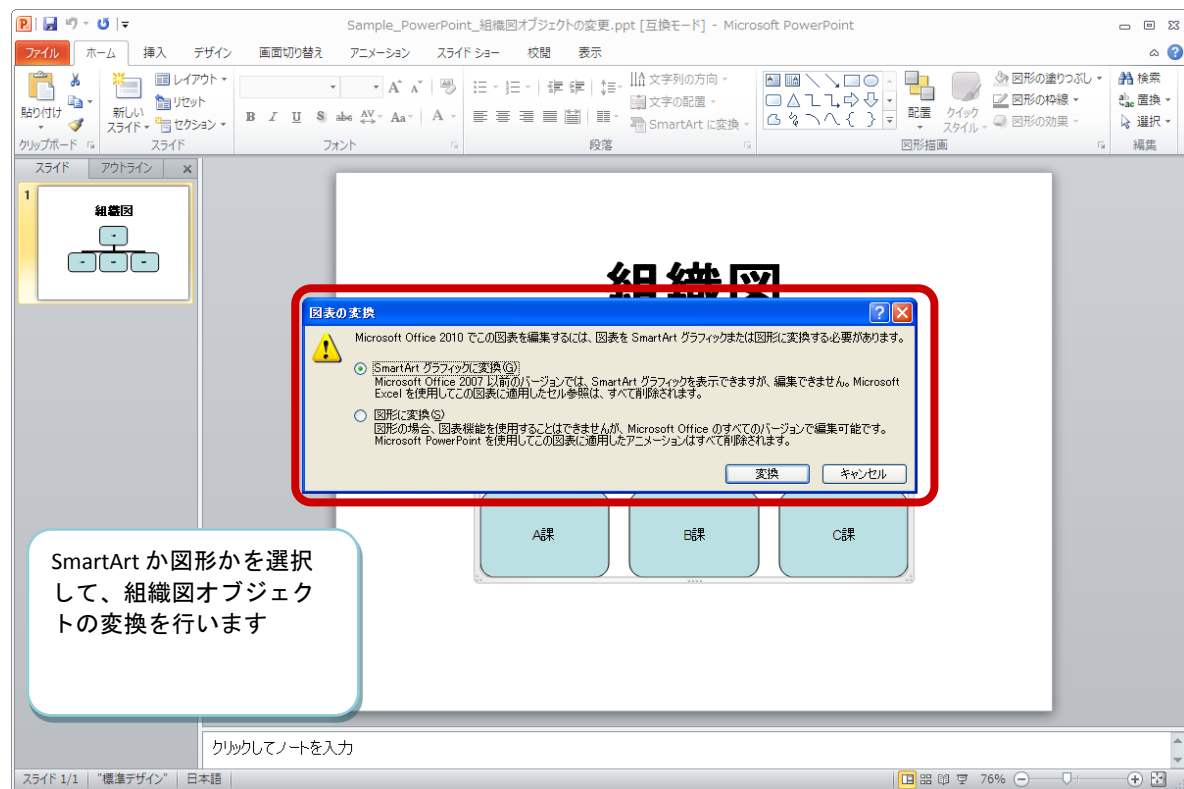 Sample_PowerPoint_組織図オブジェクトの変更.ppt [互換モード] - Microsoft PowerPoint
ファイル ホーム 挿入 デザイン 画面切り替え アニメーション スライド ショー 校閲 表示
貼り付け
新しい
スライド
レイアウト
リセット
セクション
B I U S abc AV Aa A
文字列の方向
文字の配置
SmartArt に変換
配置
クイック
スタイル
図形の塗りつぶし
図形の枠線
図形の効果
検索
置換
選択
クリップボード スライド フォント 段落 図形描画 編集
スライド アウトライン
1
組織図
組織図
図表の変換
Microsoft Office 2010 でこの図表を編集するには、図表を SmartArt グラフィックまたは図形に変換する必要があります。
SmartArt グラフィックに変換(G)
Microsoft Office 2007 以前のバージョンでは、SmartArt グラフィックを表示できますが、編集できません。Microsoft
Excel を使用してこの図表に適用したセル参照は、すべて削除されます。
図形に変換(S)
図形の場合、図表機能を使用することはできませんが、Microsoft Office のすべてのバージョンで編集可能です。
Microsoft PowerPoint を使用してこの図表に適用したアニメーションはすべて削除されます。
変換 キャンセル
A課 B課 C課
SmartArt か図形かを選択
して、組織図オブジェク
トの変換を行います
クリックしてノートを入力
スライド 1/1 "標準デザイン" 日本語 76%